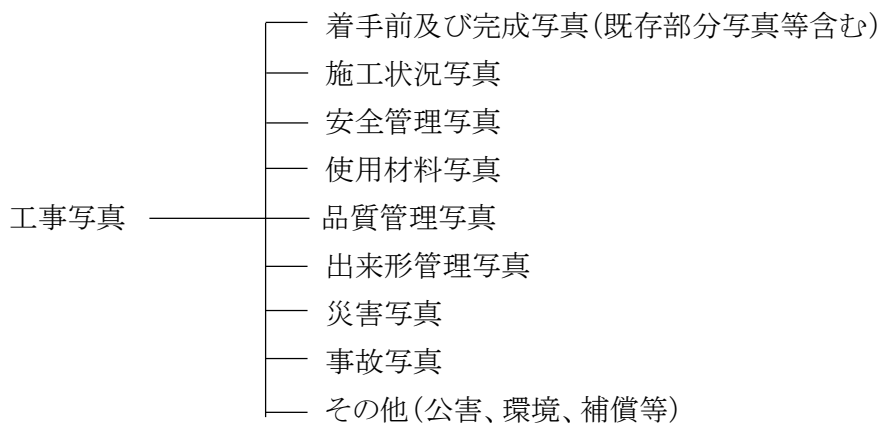 着手前及び完成写真(既存部分写真等含む)
施工状況写真
安全管理写真
使用材料写真
工事写真
品質管理写真
出来形管理写真
災害写真
事故写真
その他(公害、環境、補償等)